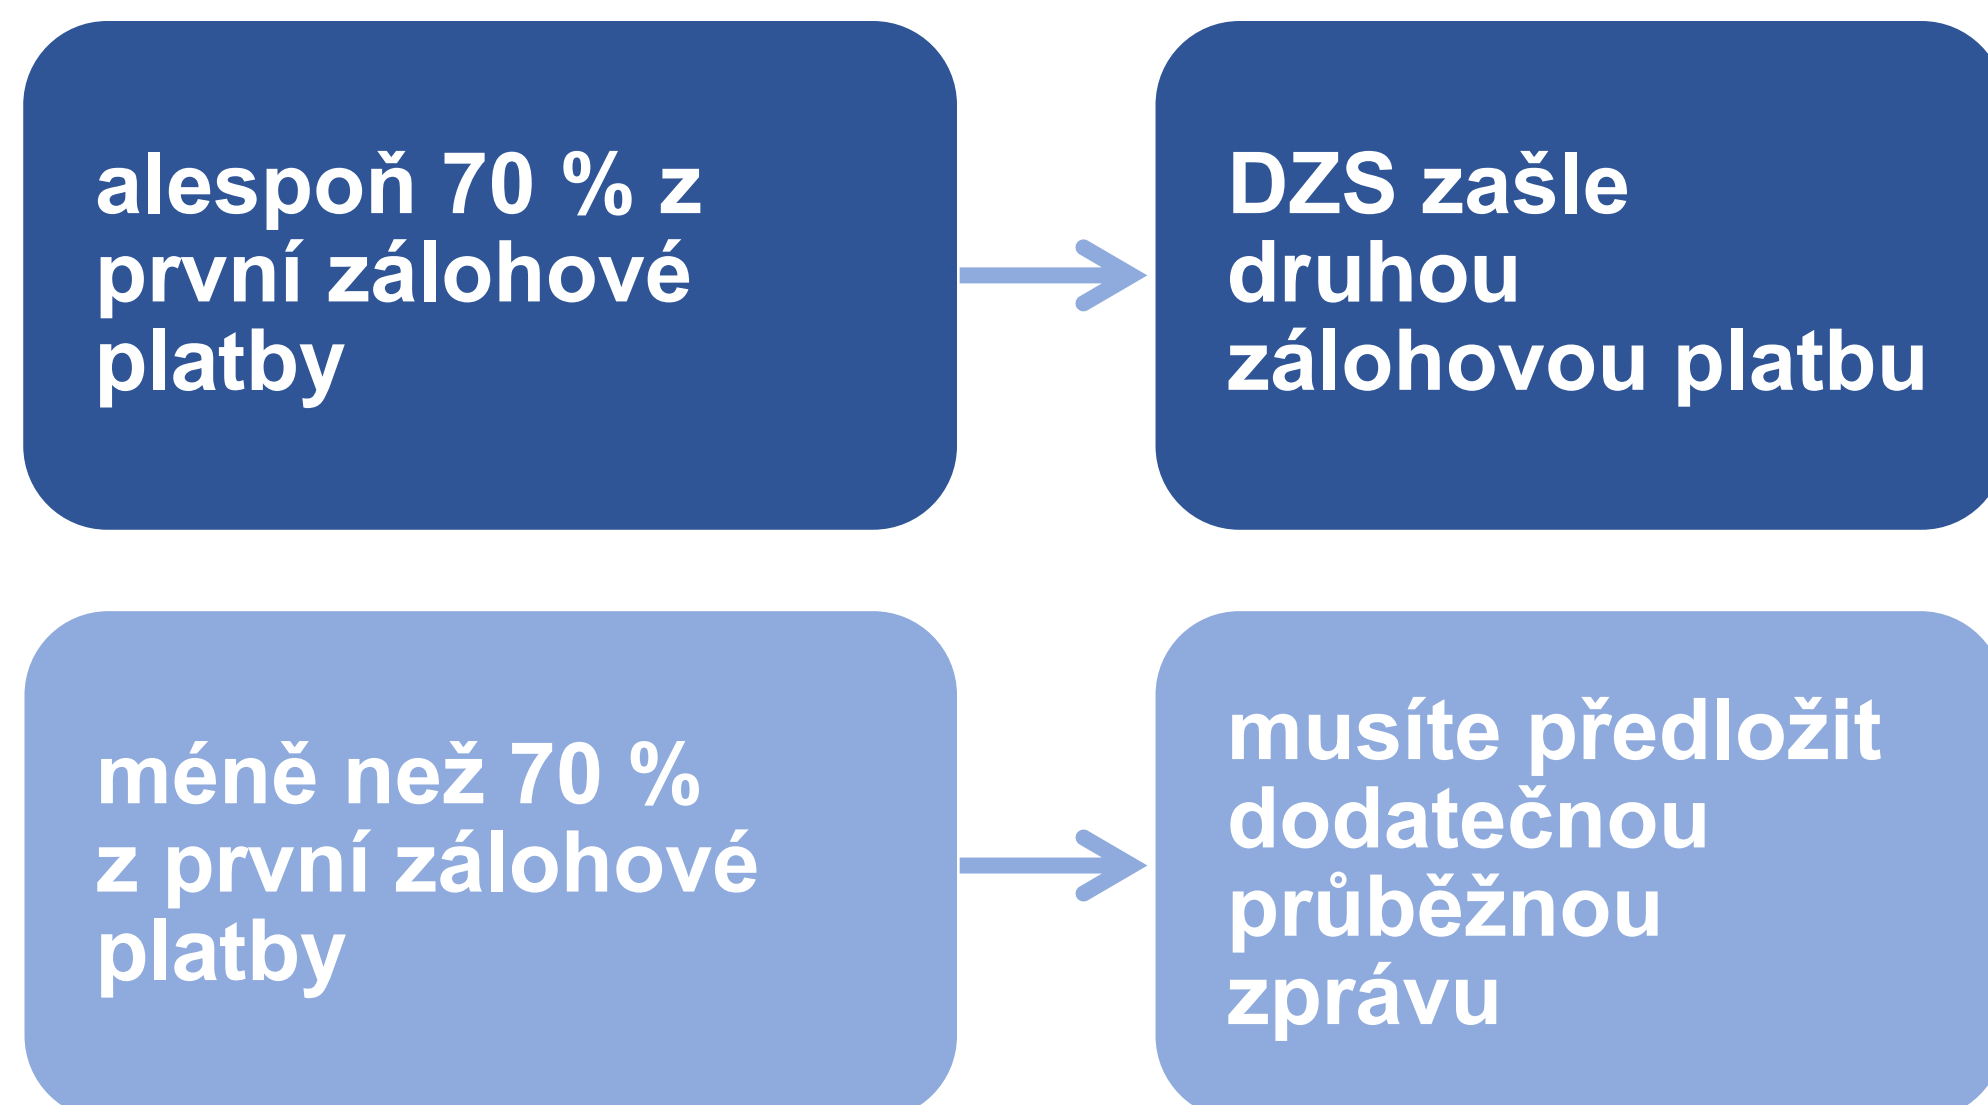 alespoň 70 % z
první zálohové
platby
DZS zašle
druhou
zálohovou platbu
méně než 70 %
z první zálohové
platby
musíte předložit
dodatečnou
průběžnou
zprávu